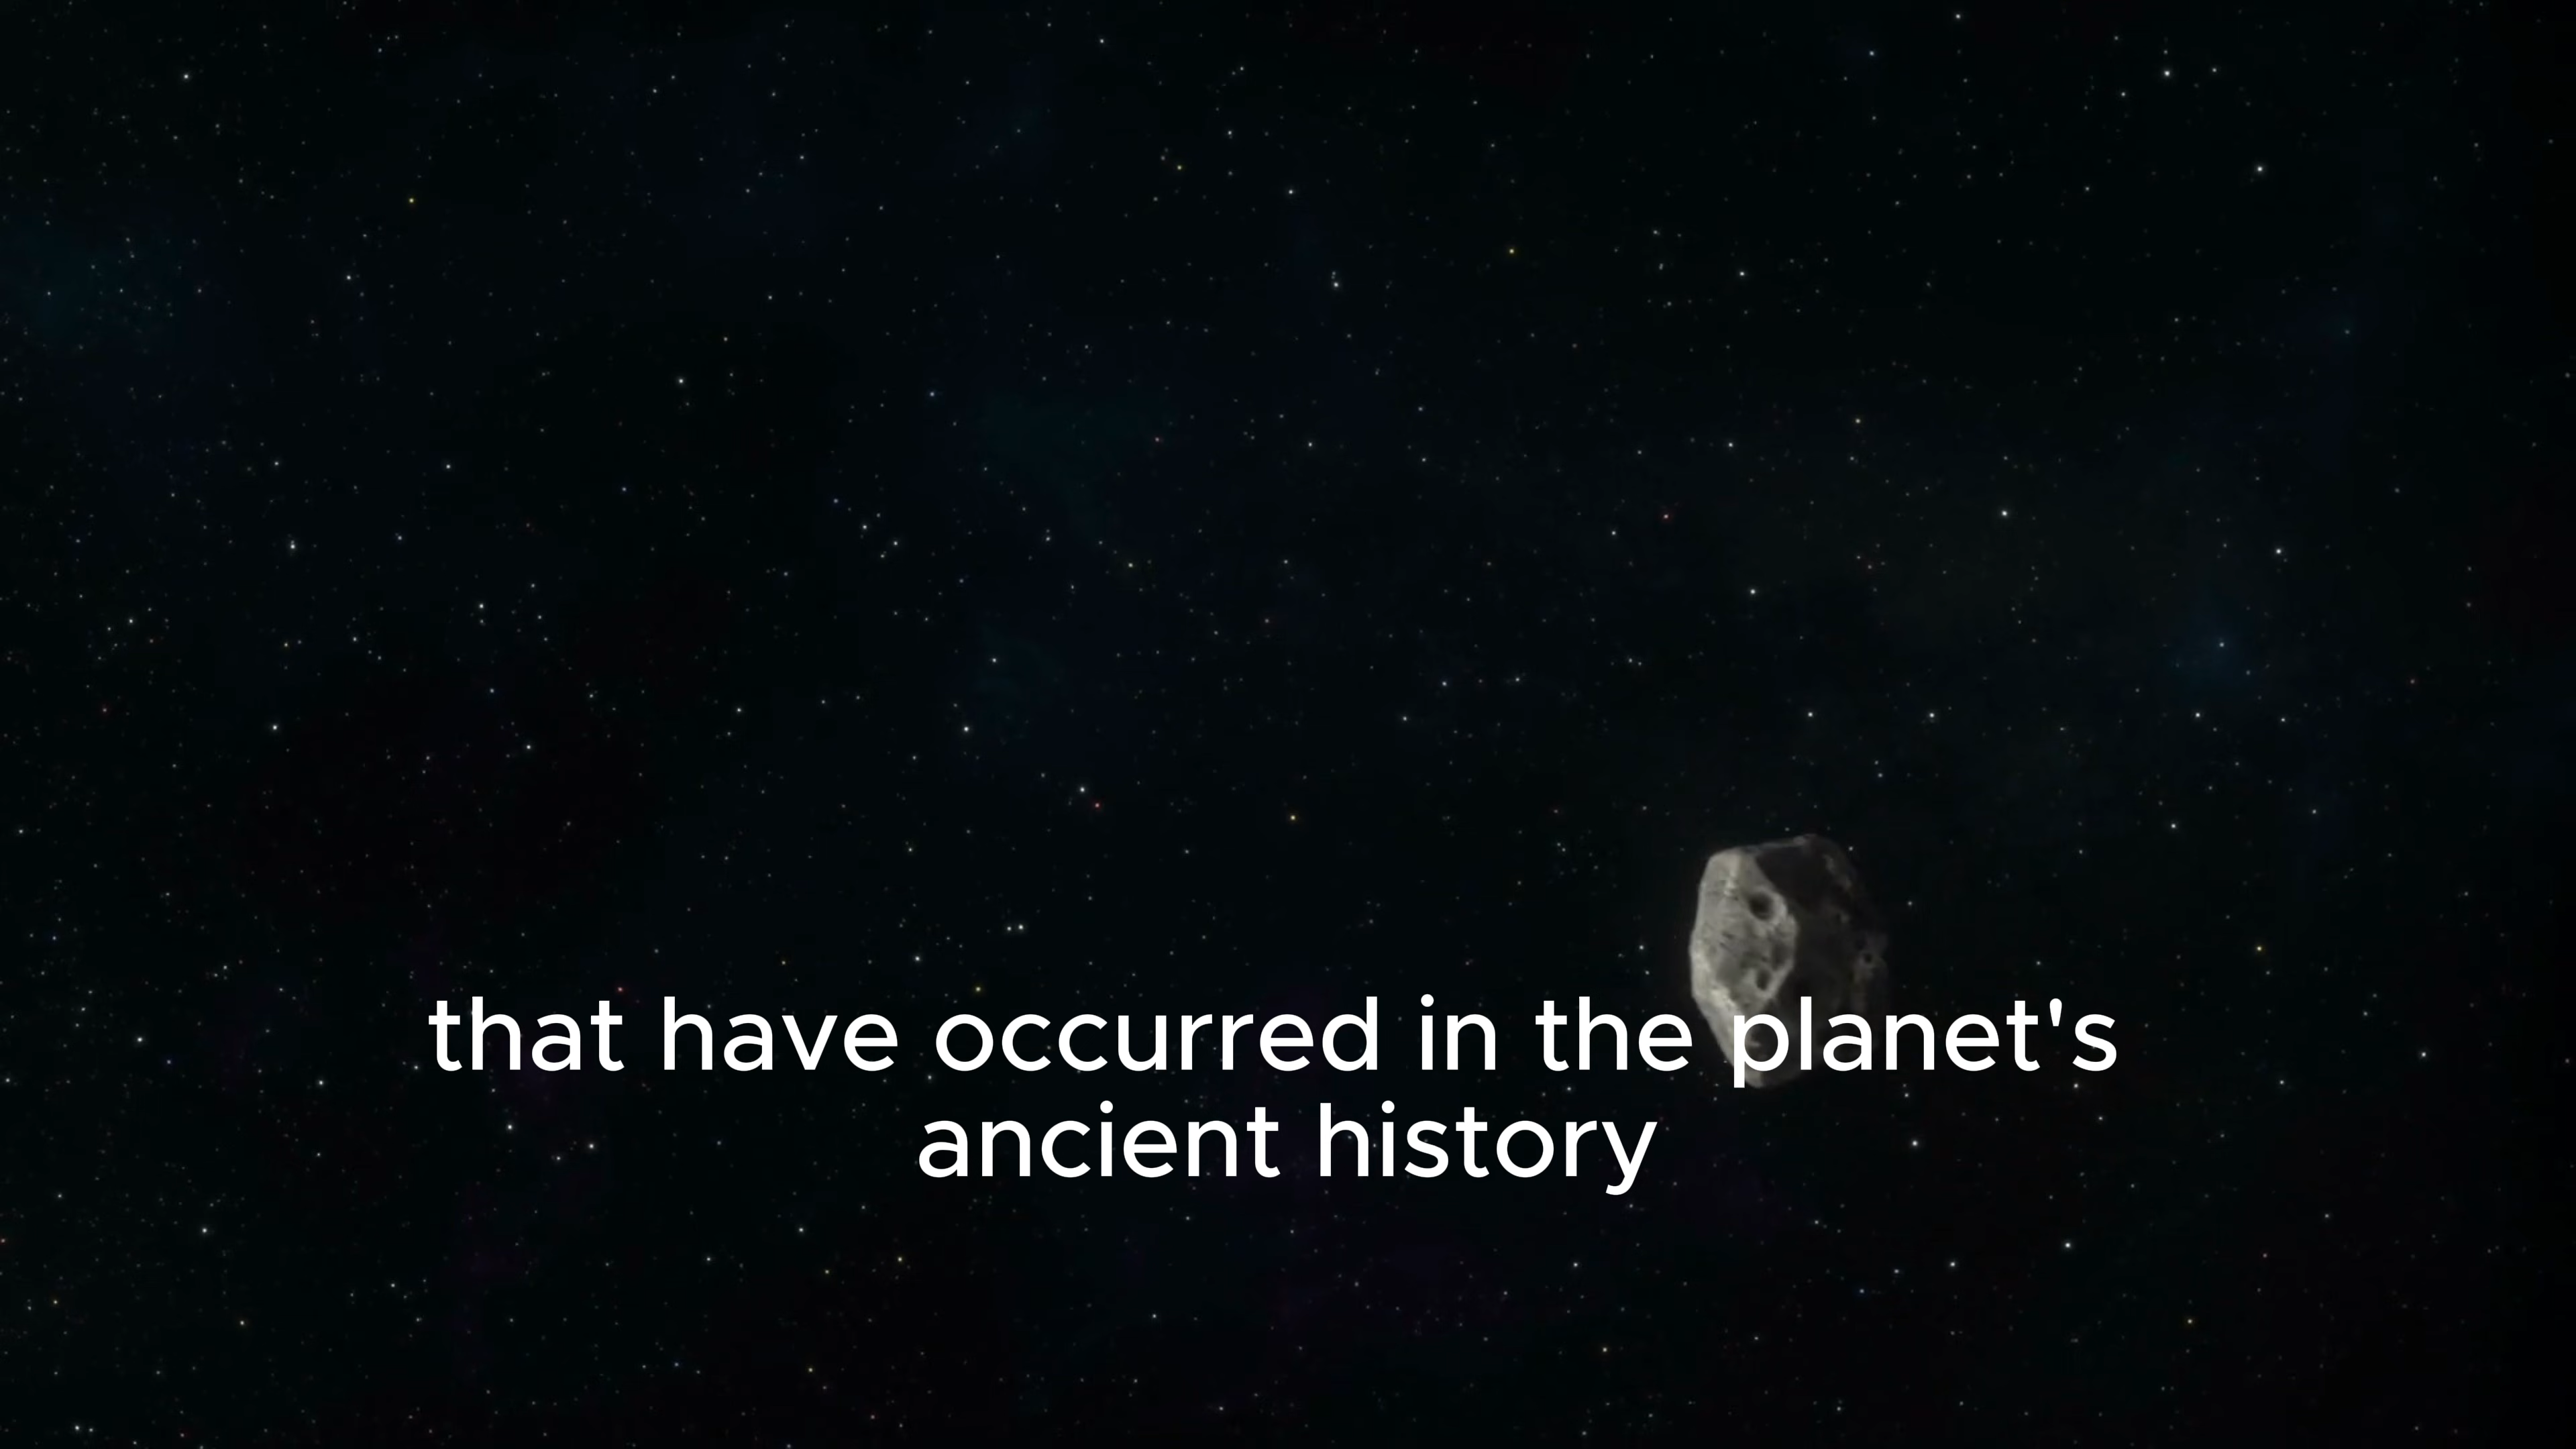 that have occurred in the planet's
ancient history